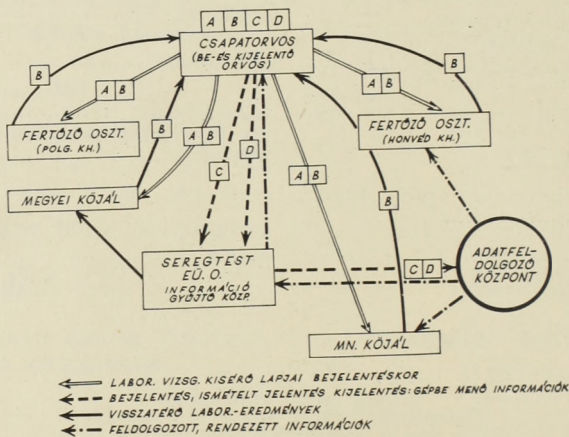 A B C D
CSAPATORVOS
(BE-ÉS KIJELENTŐ
ORVOS)
B
B
A B
A B
FERTŐZŐ OSZT.
(POLG. KH.)
B
A B
FERTŐZŐ OSZT.
(HONVÉD KH.)
C
D
A B
B
MEGYEI KÖJÁL
SEREGTEST
EÜ. O.
INFORMÁCIÓ
GYŰJTŐ KÖZP.
C D
ADATFEL-
DOLGOZÓ
KÖZPONT
MN. KÖJÁL
LABOR. VIZSG. KISÉRŐ LAPJAI BEJELENTÉSKOR
BEJELENTÉS, ISMÉTELT JELENTÉS KIJELENTÉS: GÉPBE MENŐ INFORMÁCIÓK
VISSZATÉRŐ LABOR.-EREDMÉNYEK
FELDOLGOZOTT, RENDEZETT INFORMÁCIÓK